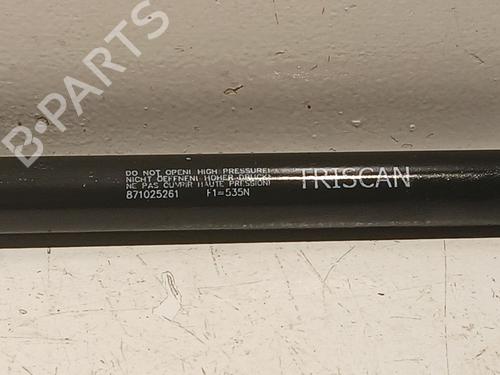 B-PARTS
DO NOT OPEN! HIGH PRESSURE!
NICHT OEFFNEN! HOHER DRUCK!
NE PAS OUVRIR HAUTE PRESSION!
871025261 F1=535N
TRISCAN